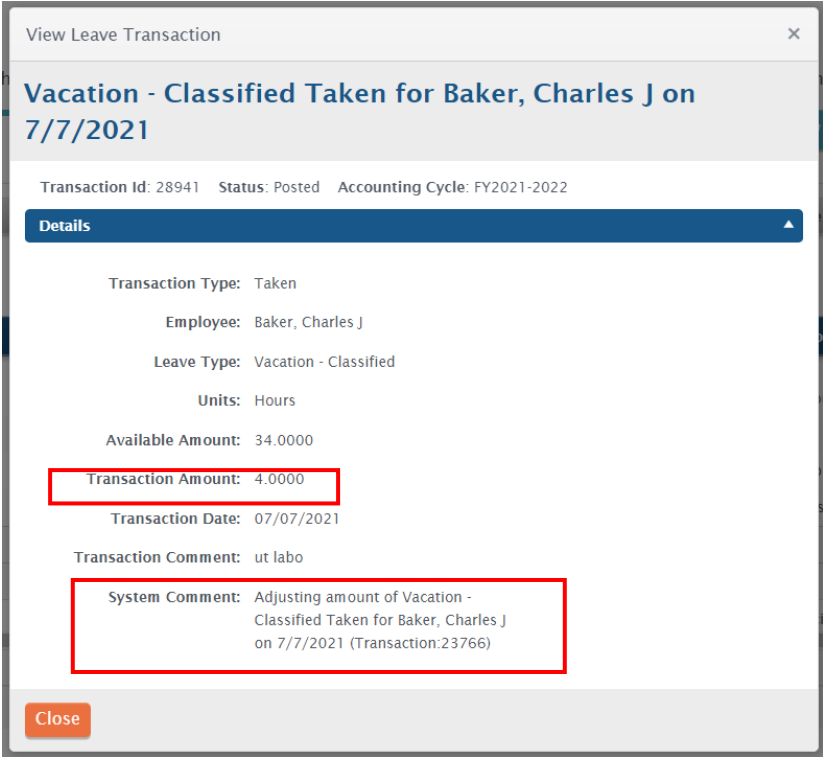 View Leave Transaction ×
Vacation - Classified Taken for Baker, Charles J on
7/7/2021
Transaction Id: 28941 Status: Posted Accounting Cycle: FY2021-2022
Details
Transaction Type: Taken
Employee: Baker, Charles J
Leave Type: Vacation - Classified
Units: Hours
Available Amount: 34.0000
Transaction Amount: 4.0000
Transaction Date: 07/07/2021
Transaction Comment: ut labo
System Comment: Adjusting amount of Vacation -
Classified Taken for Baker, Charles J
on 7/7/2021 (Transaction:23766)
Close